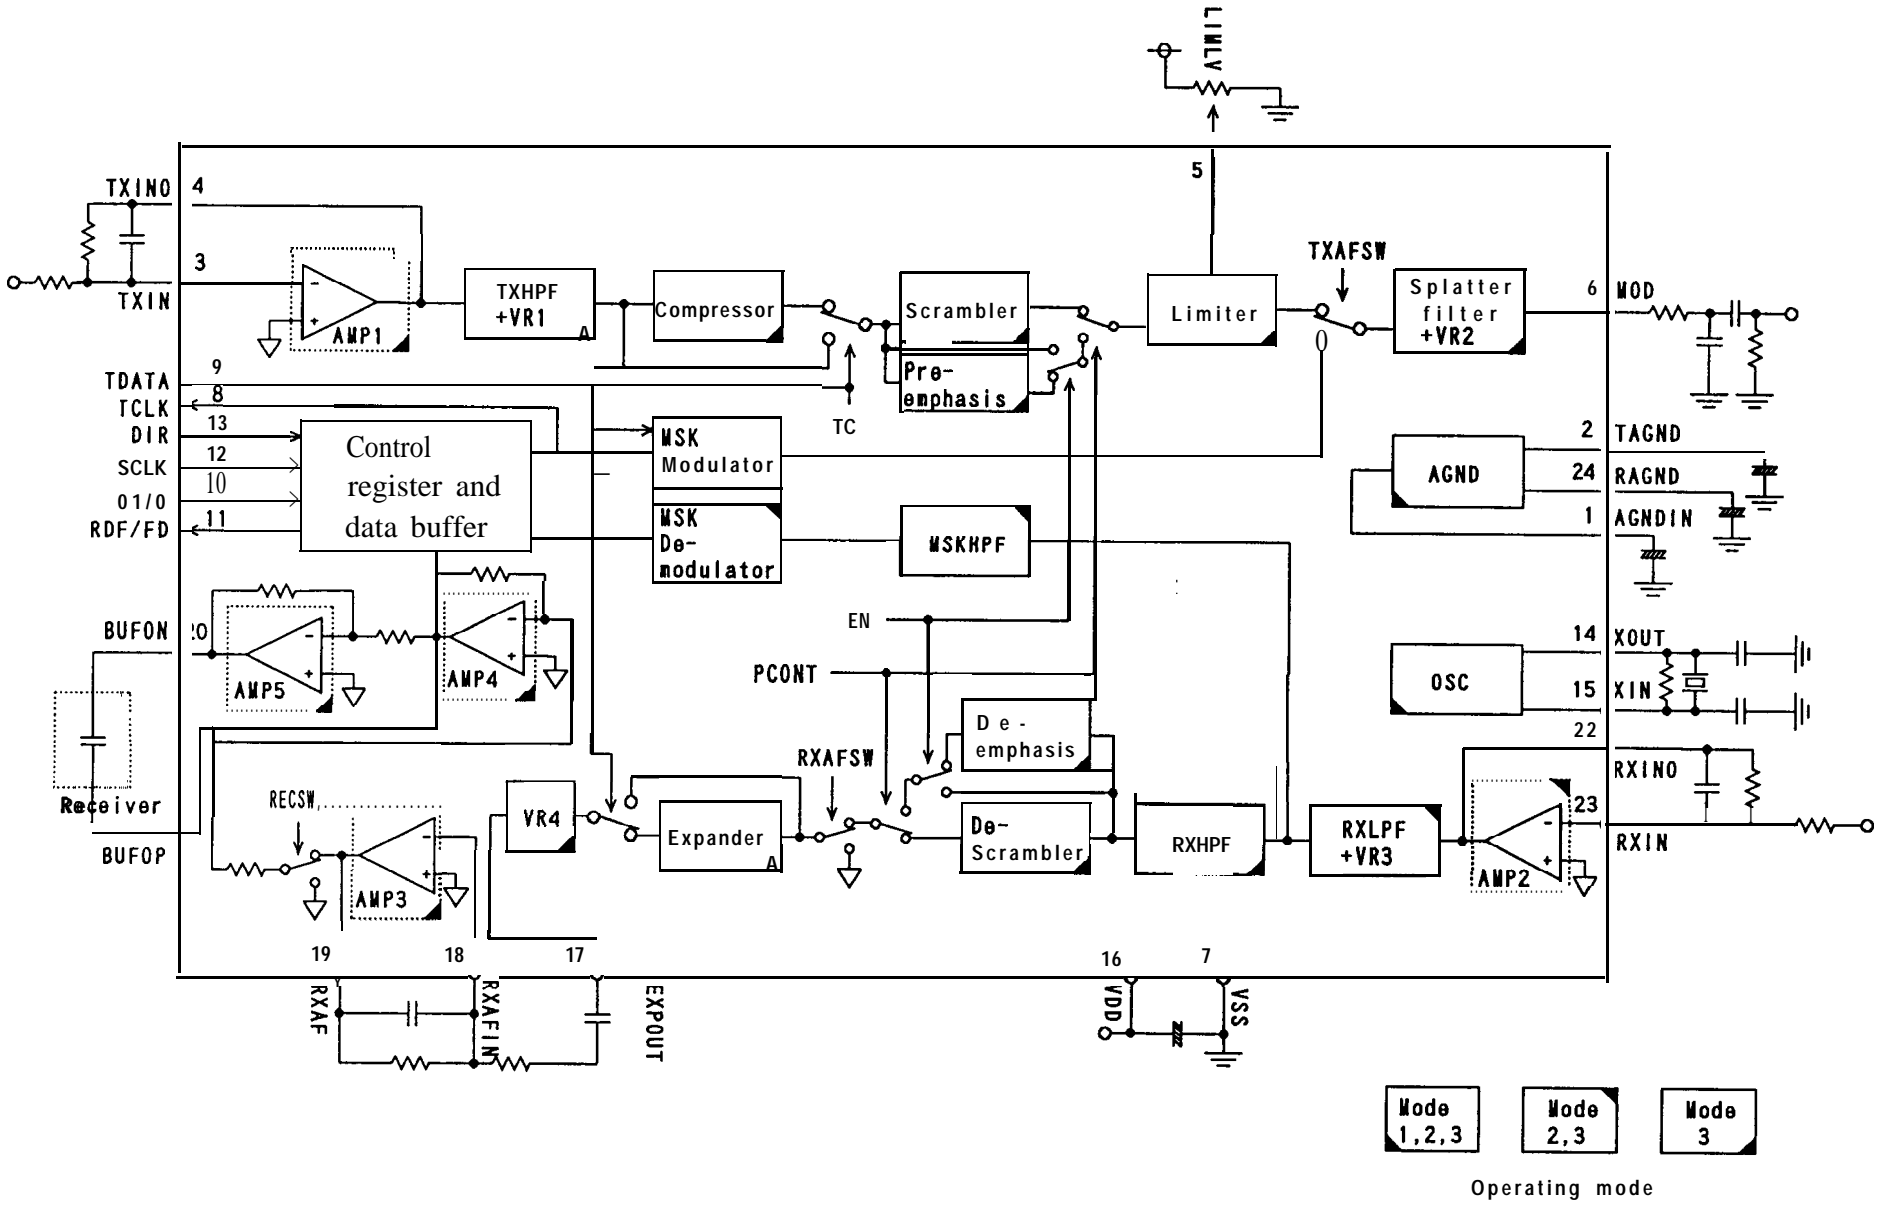 LIMLV
5
TXINO 4
3
TXIN
AMP1
TXHPF
+VR1
A
Compressor
Scrambler
Pre-
emphasis
Limiter
TXAFSW
0
Splatter
filter
+VR2
6 MOD
TDATA 9
TCLK 8
DIR 13
SCLK 12
01/0 10
RDF/FD 11
Control
register and
data buffer
TC
MSK
Modulator
MSK
De-
modulator
MSKHPF
AGND
2 TAGND
24 RAGND
1 AGNDIN
BUFON 20
AMP5
AMP4
EN
PCONT
OSC
14 XOUT
15 XIN
22
RXINO
23
RXIN
Receiver
BUFOP
RECSW
AMP3
VR4
Expander
A
RXAFSW
De-
emphasis
De-
Scrambler
RXHPF
RXLPF
+VR3
AMP2
19
18
17
16
7
RXAF
RXAFIN
EXPOUT
VDD
VSS
Mode
1,2,3
Mode
2,3
Mode
3
Operating mode